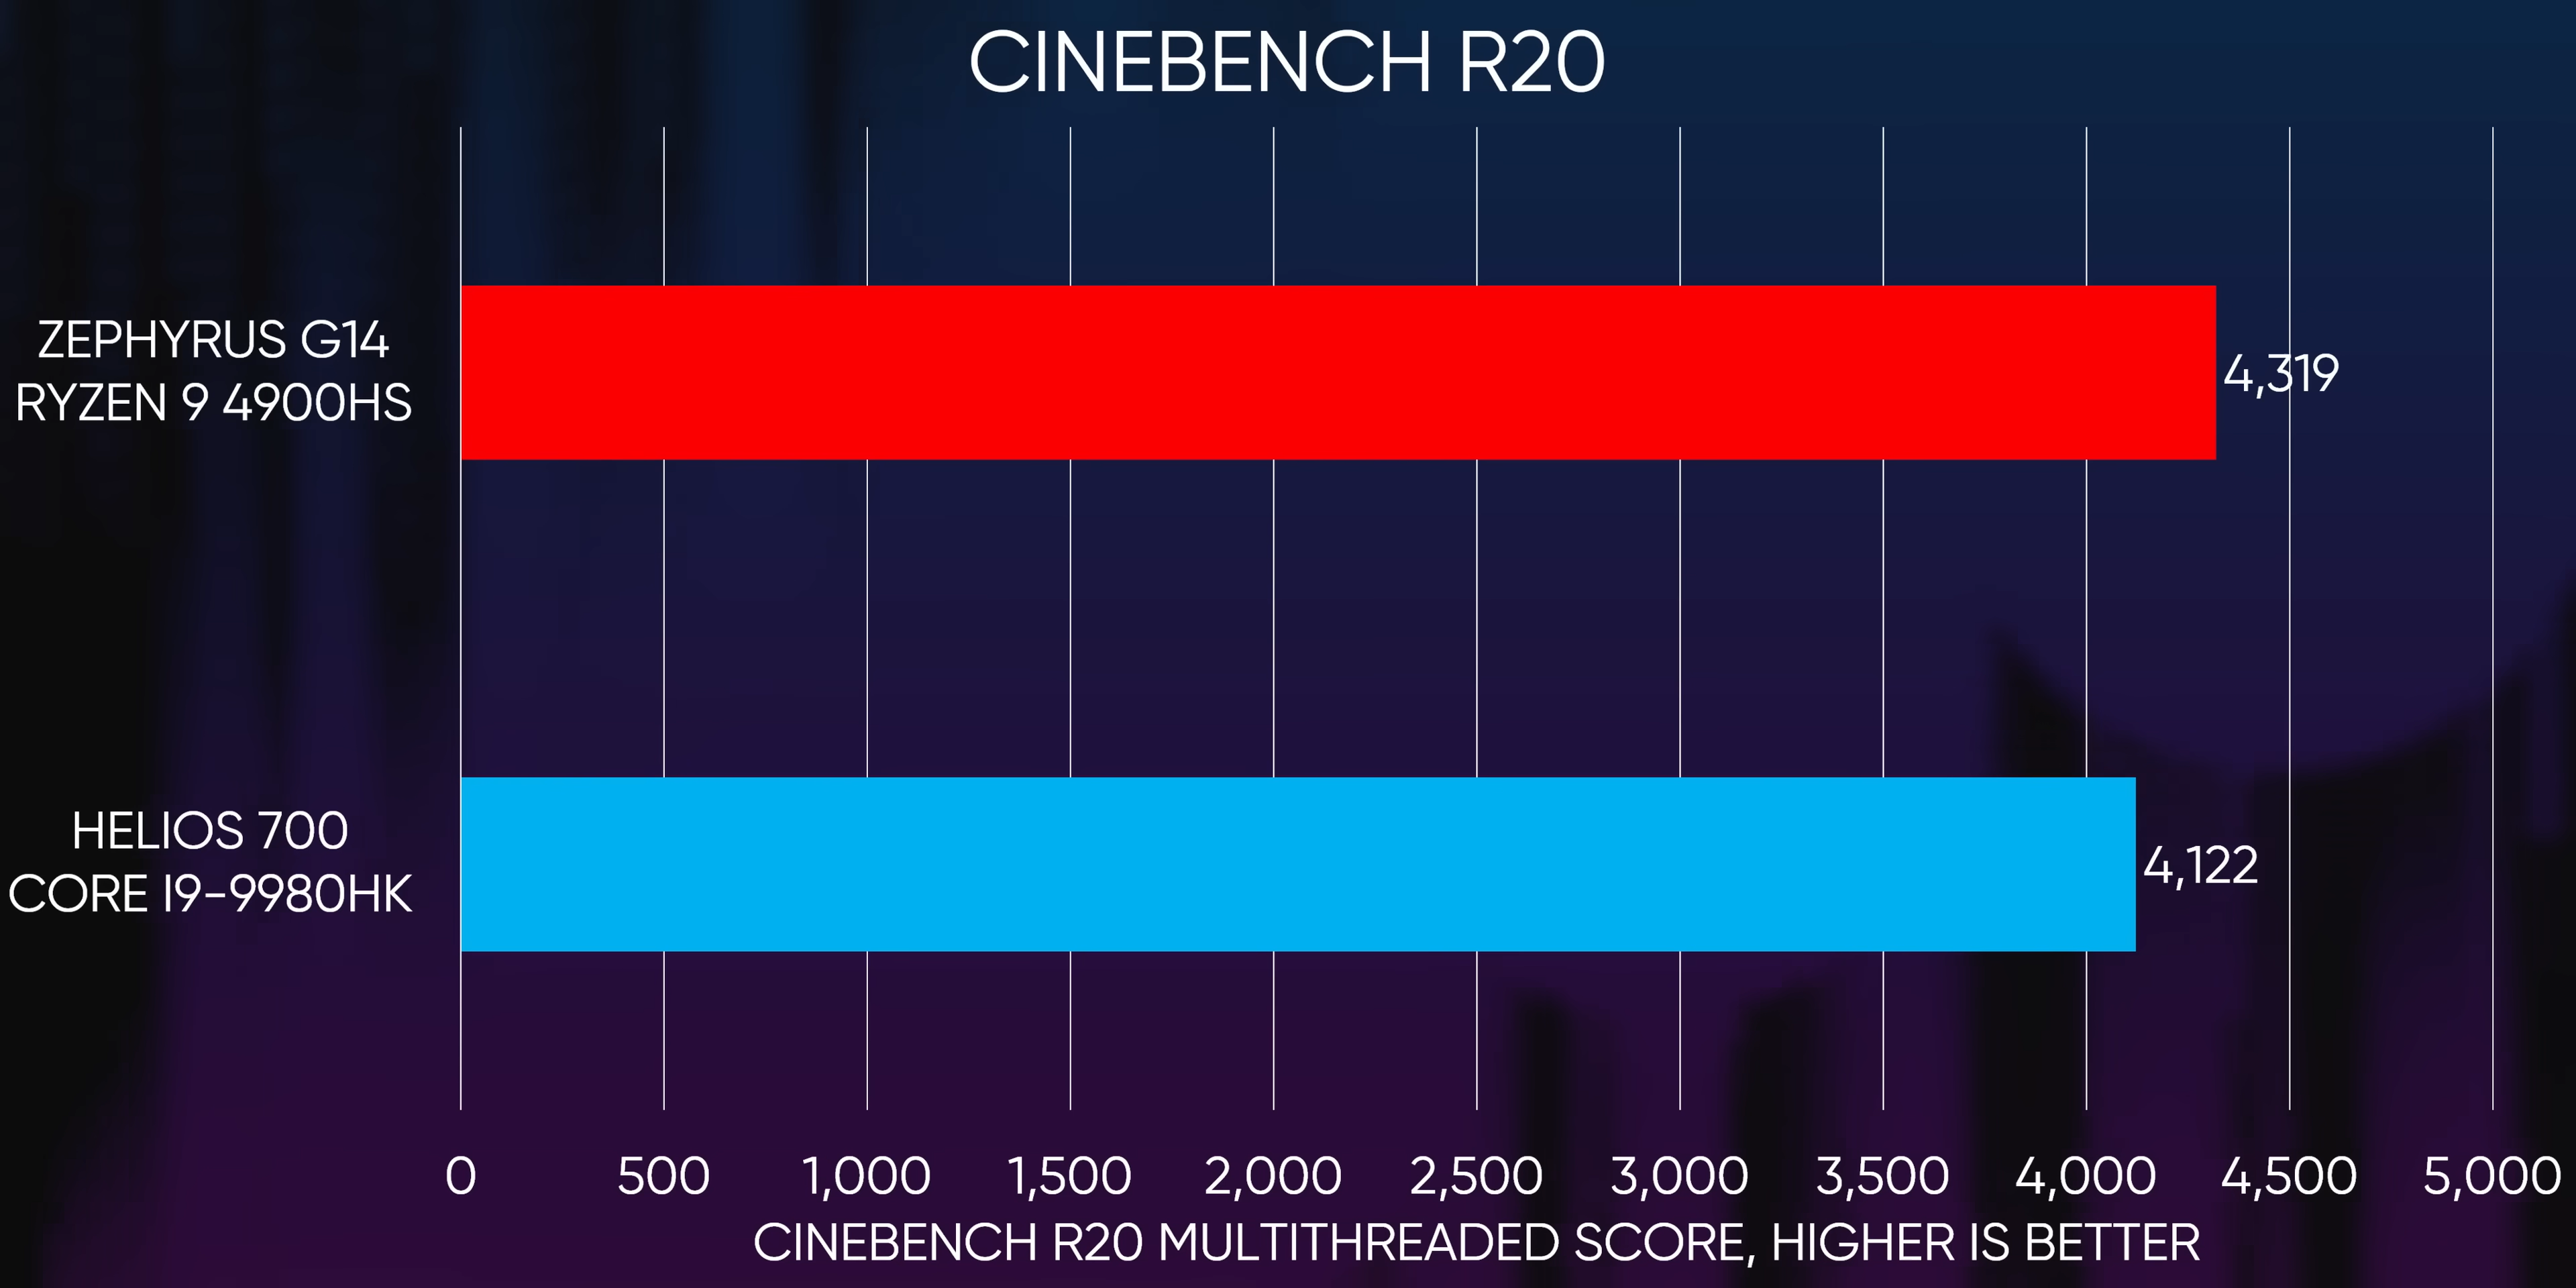 CINEBENCH R20
ZEPHYRUS G14
RYZEN 9 4900HS
4,319
HELIOS 700
CORE I9-9980HK
4,122
0 500 1,000 1,500 2,000 2,500 3,000 3,500 4,000 4,500 5,000
CINEBENCH R20 MULTITHREADED SCORE, HIGHER IS BETTER